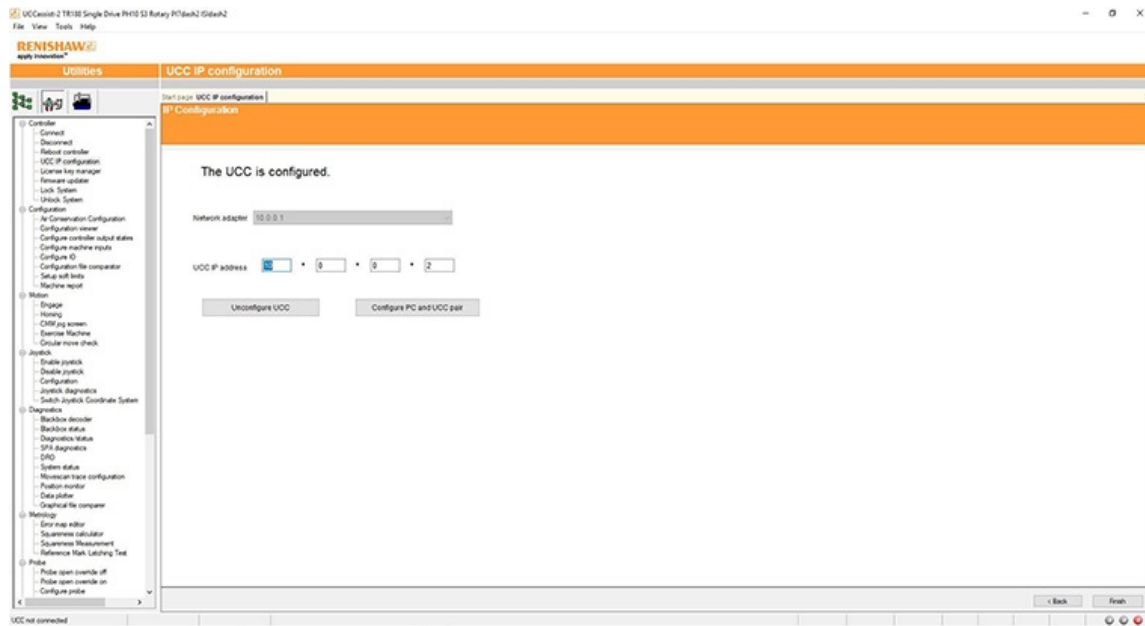 UCCassist-2 TR188 Single Drive PH10 S3 Rotary
File View Tools Help
RENISHAW
apply innovation™
Utilities
UCC IP configuration
Start page UCC IP configuration
IP Configuration
Controller
Connect
Disconnect
Reboot controller
UCC IP configuration
License key manager
Firmware updater
Lock System
Unlock System
Configuration
Air Conservation Configuration
Configuration viewer
Configure controller output states
Configure machine inputs
Configure IO
Configuration file comparator
Setup soft limits
Machine report
Motion
Engage
Homing
CMM jog screen
Exercise Machine
Circular move check
Joystick
Enable joystick
Disable joystick
Configuration
Joystick diagnostics
Switch Joystick Coordinate System
Diagnostics
Blackbox decoder
Blackbox status
Diagnostics/status
SPA diagnostics
DRO
System status
Movescan trace configuration
Position monitor
Data plotter
Graphical file comparer
Metrology
Error map editor
Squareness calculator
Squareness Measurement
Reference Mark Latching Test
Probe
Probe open override off
Probe open override on
Configure probe
The UCC is configured.
Network adapter 10.0.0.1
UCC IP address 10 • 0 • 0 • 2
Unconfigure UCC Configure PC and UCC pair
< Back Finish
UCC not connected